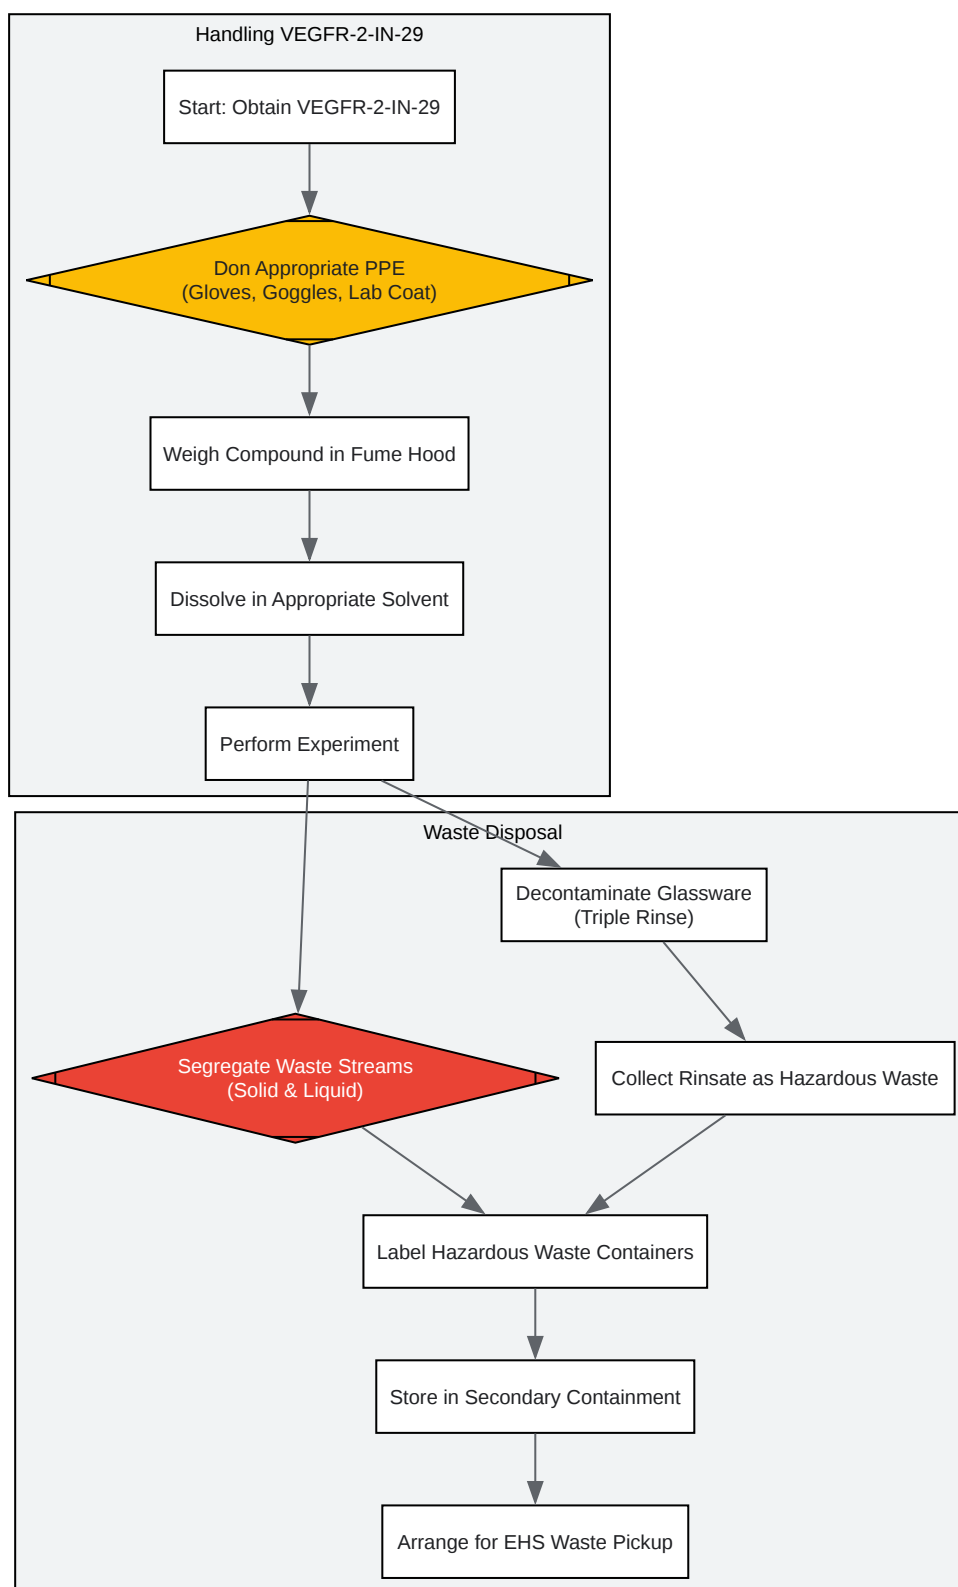 Handling VEGFR-2-IN-29
Start: Obtain VEGFR-2-IN-29
Don Appropriate PPE
(Gloves, Goggles, Lab Coat)
Weigh Compound in Fume Hood
Dissolve in Appropriate Solvent
Perform Experiment
Waste Disposal
Decontaminate Glassware
(Triple Rinse)
Segregate Waste Streams
(Solid & Liquid)
Collect Rinsate as Hazardous Waste
Label Hazardous Waste Containers
Store in Secondary Containment
Arrange for EHS Waste Pickup